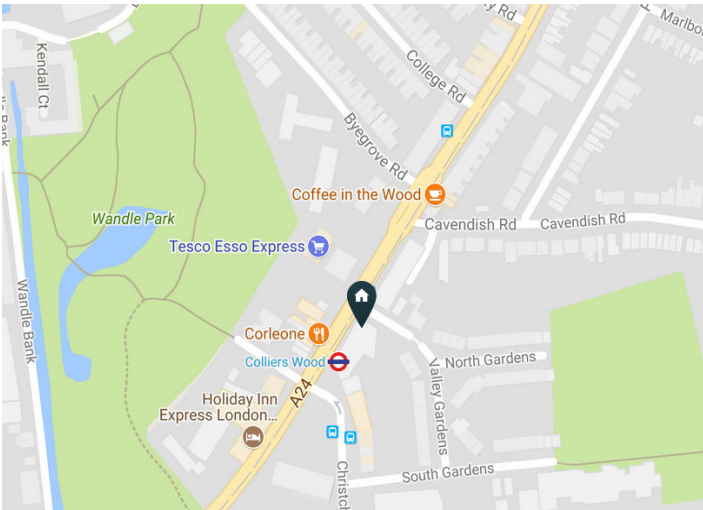 Kendall Ct
College Rd
Byegrove Rd
Coffee in the Wood
Wandle Park
Cavendish Rd
Cavendish Rd
Tesco Esso Express
Wandle Bank
Corleone
Colliers Wood
North Gardens
Valley Gardens
A24
Holiday Inn
Express London...
South Gardens